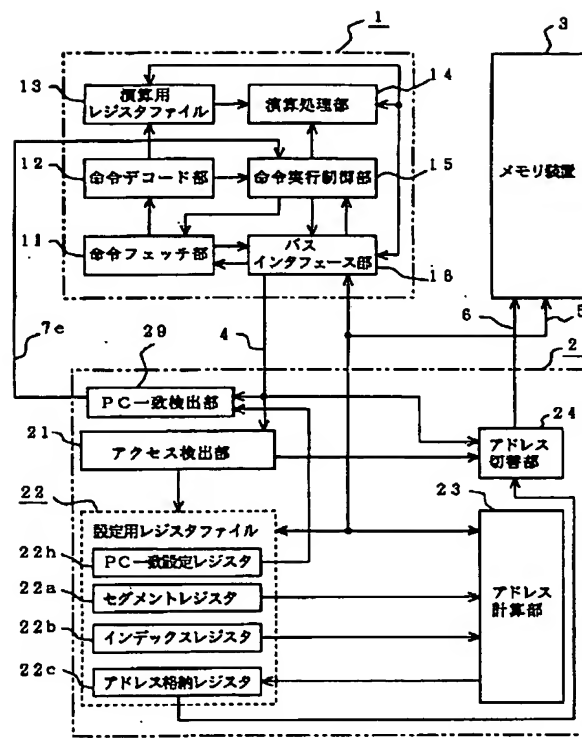 1
3
13
演算用
レジスタファイル
演算処理部
14
12
命令デコード部
命令実行制御部
15
メモリ装置
11
命令フェッチ部
バス
インタフェース部
16
7e
4
6
5
2
29
PC一致検出部
24
21
アクセス検出部
アドレス
切替部
22
23
設定用レジスタファイル
22h
PC一致設定レジスタ
22a
セグメントレジスタ
アドレス
計算部
22b
インデックスレジスタ
22c
アドレス格納レジスタ